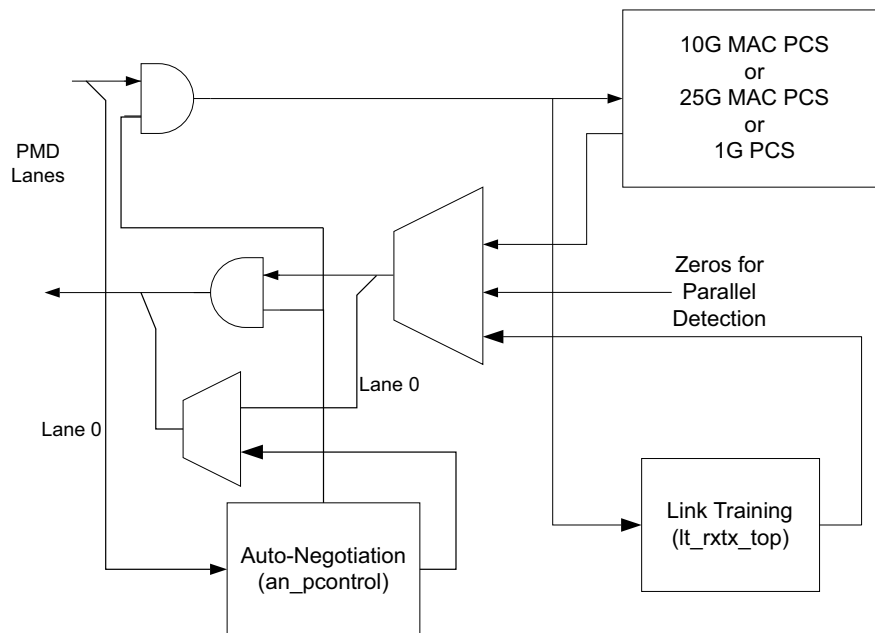 10G MAC PCS
or
25G MAC PCS
or
1G PCS
PMD
Lanes
Zeros for
Parallel
Detection
Lane 0
Lane 0
Link Training
(lt_rxtx_top)
Auto-Negotiation
(an_pcontrol)